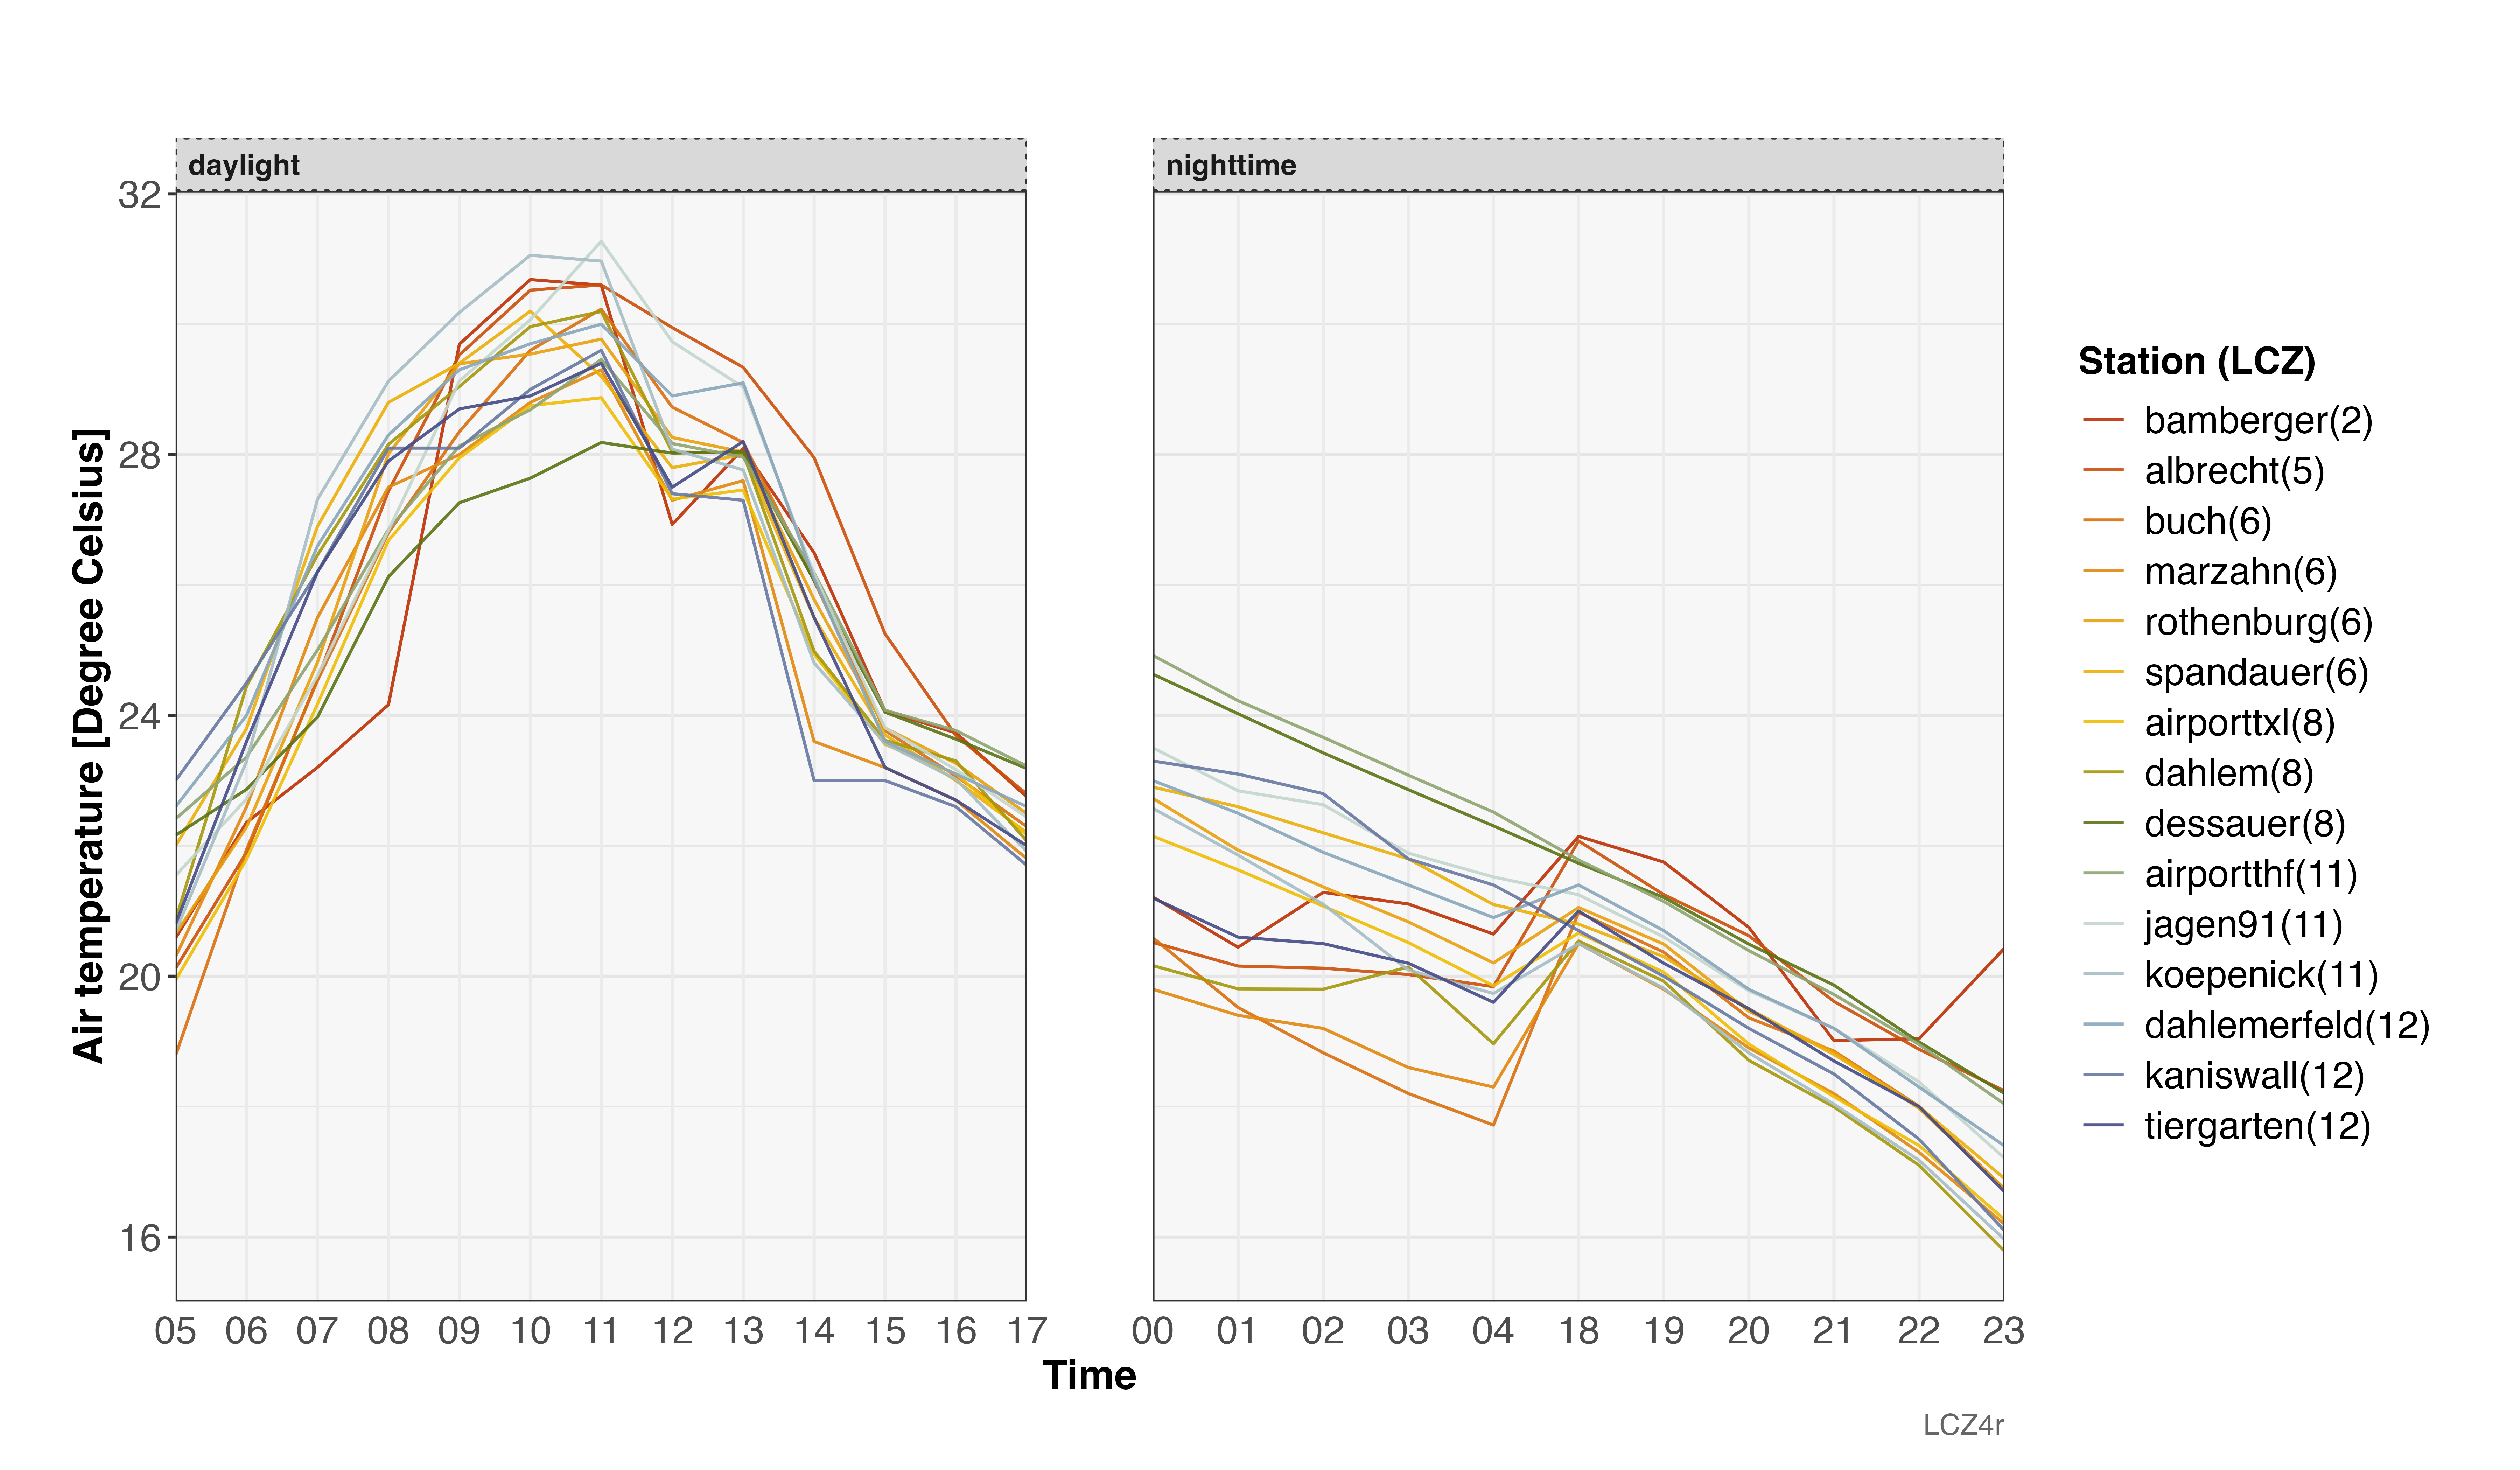 daylight
nighttime
32
28
24
20
16
Air temperature [Degree Celsius]
05 06 07 08 09 10 11 12 13 14 15 16 17
00 01 02 03 04 18 19 20 21 22 23
Time
Station (LCZ)
bamberger(2)
albrecht(5)
buch(6)
marzahn(6)
rothenburg(6)
spandauer(6)
airporttxl(8)
dahlem(8)
dessauer(8)
airportthf(11)
jagen91(11)
koepenick(11)
dahlemerfeld(12)
kaniswall(12)
tiergarten(12)
LCZ4r